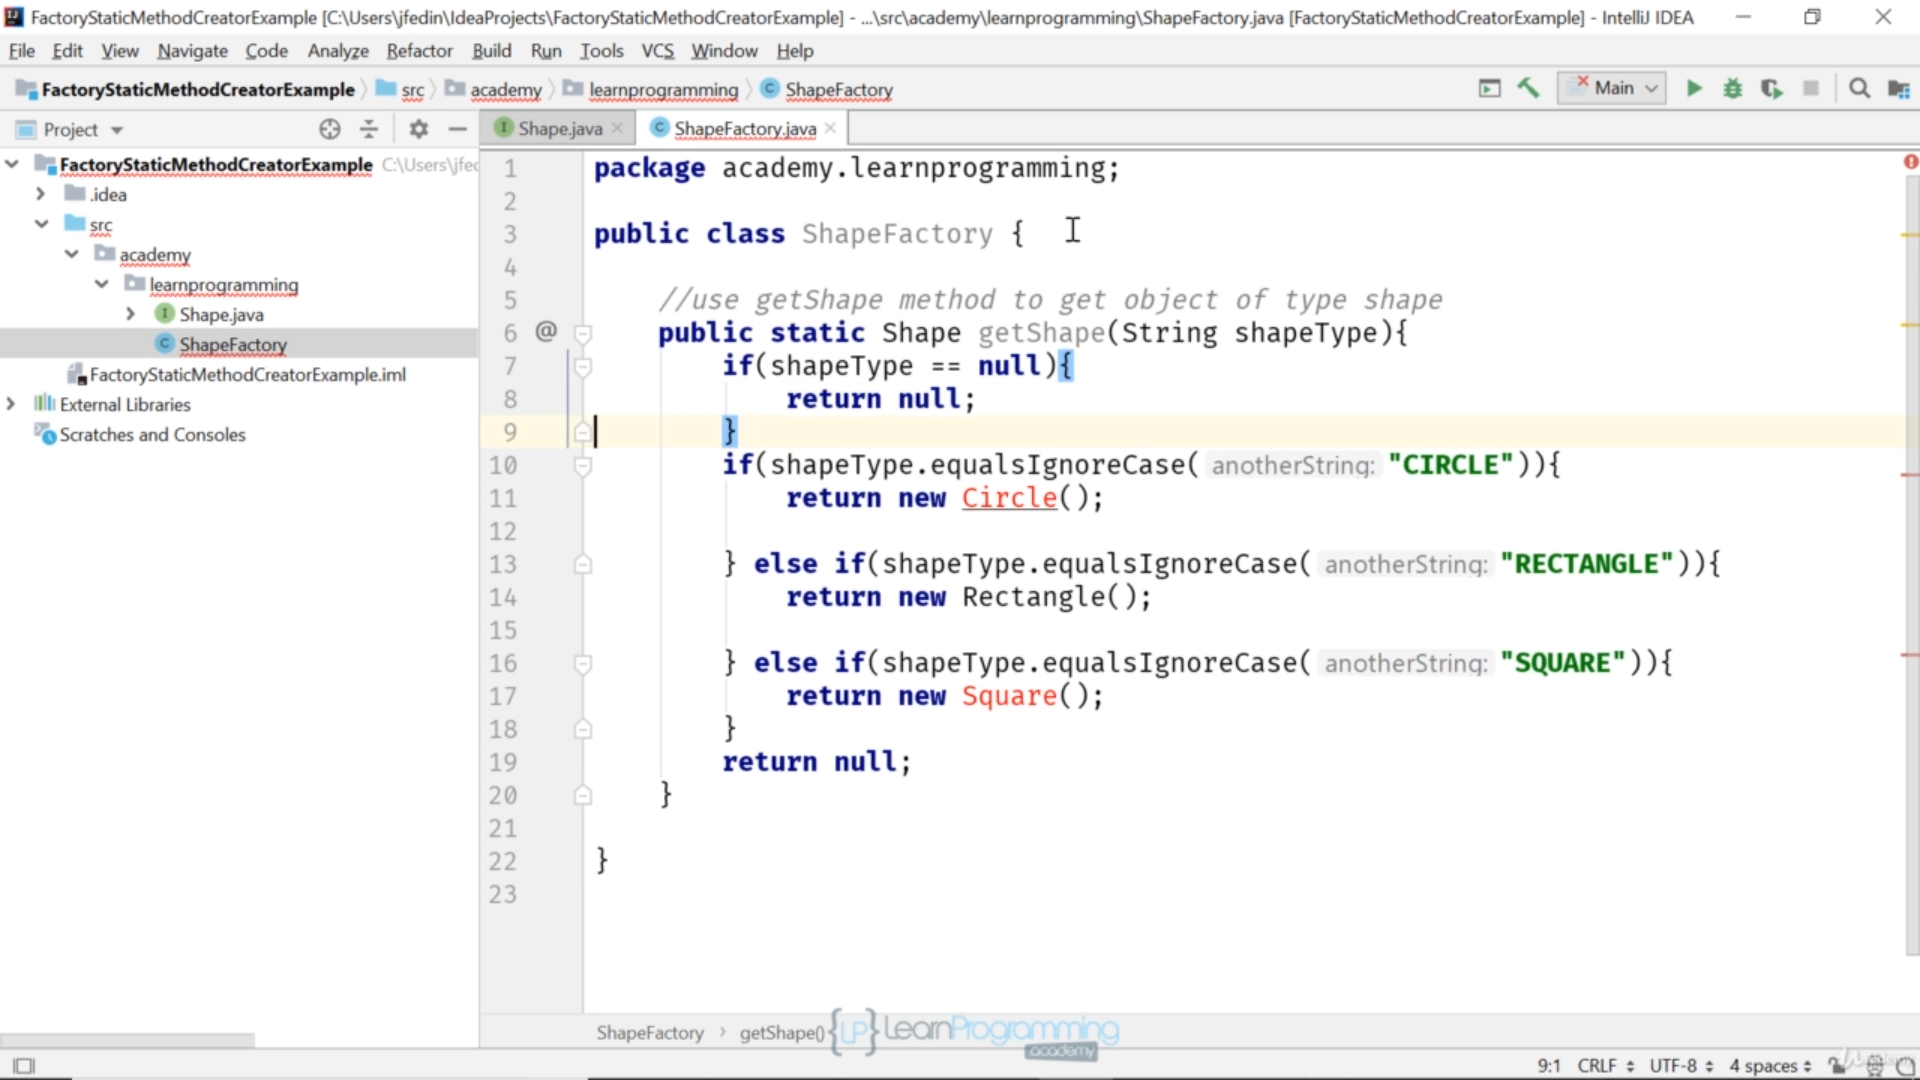 FactoryStaticMethodCreatorExample [C:\Users\jfedin\IdeaProjects\FactoryStaticMethodCreatorExample] - ...\src\academy\learnprogramming\ShapeFactory.java [FactoryStaticMethodCreatorExample] - IntelliJ IDEA
File Edit View Navigate Code Analyze Refactor Build Run Tools VCS Window Help
FactoryStaticMethodCreatorExample src academy learnprogramming ShapeFactory Main
Project
Shape.java ShapeFactory.java
FactoryStaticMethodCreatorExample C:\Users\jfed
.idea
src
academy
learnprogramming
Shape.java
ShapeFactory
FactoryStaticMethodCreatorExample.iml
External Libraries
Scratches and Consoles
1 package academy.learnprogramming;
2
3 public class ShapeFactory {
4
5 //use getShape method to get object of type shape
6 @ public static Shape getShape(String shapeType){
7 if(shapeType == null){
8 return null;
9 }
10 if(shapeType.equalsIgnoreCase( anotherString: "CIRCLE")){
11 return new Circle();
12
13 } else if(shapeType.equalsIgnoreCase( anotherString: "RECTANGLE")){
14 return new Rectangle();
15
16 } else if(shapeType.equalsIgnoreCase( anotherString: "SQUARE")){
17 return new Square();
18 }
19 return null;
20 }
21
22 }
23
ShapeFactory › getShape()
{LP} LearnProgramming
academy
9:1 CRLF UTF-8 4 spaces